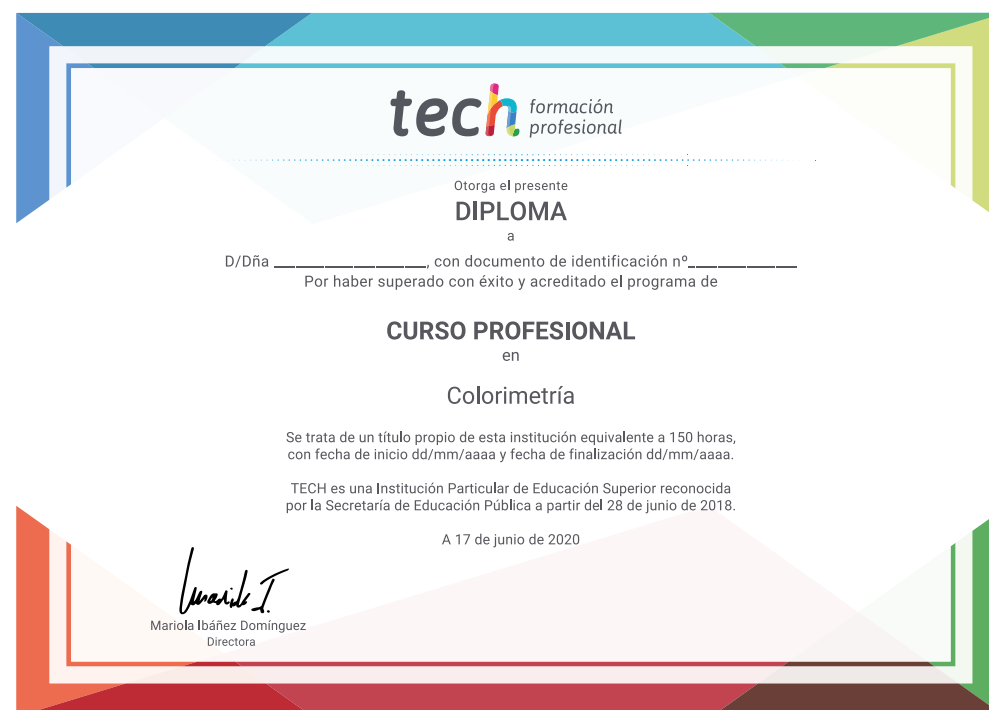 tech formación
profesional
Otorga el presente
DIPLOMA
a
D/Dña ______________, con documento de identificación nº__________
Por haber superado con éxito y acreditado el programa de
CURSO PROFESIONAL
en
Colorimetría
Se trata de un título propio de esta institución equivalente a 150 horas,
con fecha de inicio dd/mm/aaaa y fecha de finalización dd/mm/aaaa.
TECH es una Institución Particular de Educación Superior reconocida
por la Secretaría de Educación Pública a partir del 28 de junio de 2018.
A 17 de junio de 2020
Mariola Ibáñez Domínguez
Directora